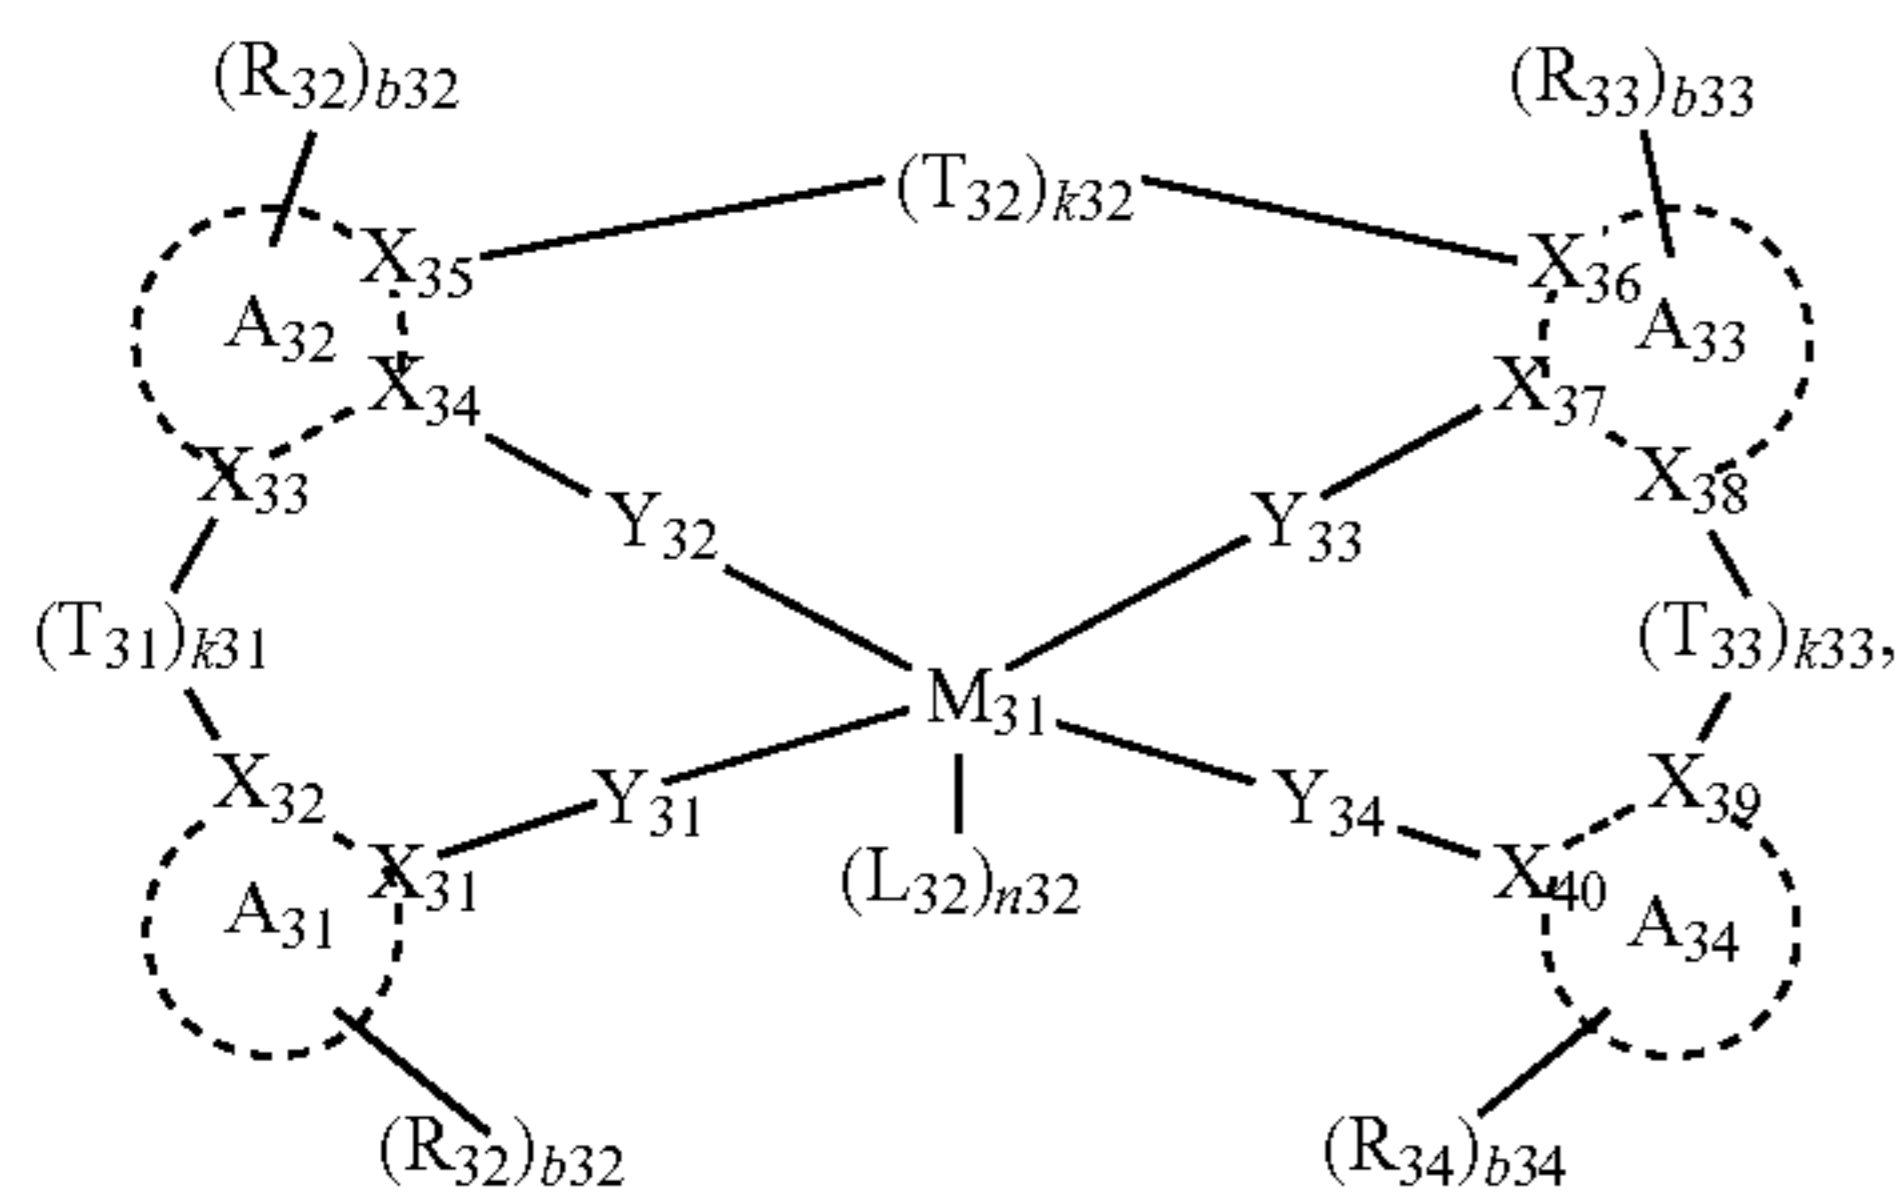 (R32)b32 (R33)b33
(T32)k32
X35 X36
A32 A33
X34 X37
X33 X38
Y32 Y33
(T31)k31 (T33)k33,
M31
X32 Y31 Y34 X39
X31 (L32)n32 X40
A31 A34
(R32)b32 (R34)b34